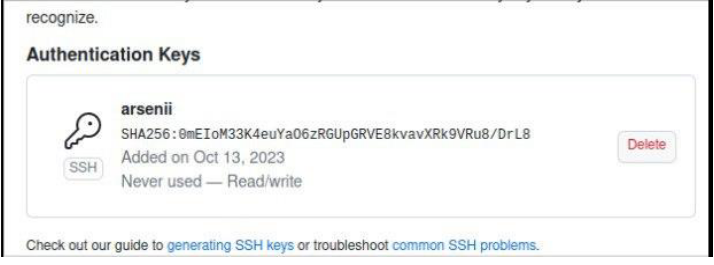 recognize.
Authentication Keys
arsenii
SHA256:0mEIoM33K4euYaO6zRGUpGRVE8kvavXRk9VRu8/DrL8
Added on Oct 13, 2023
Never used — Read/write
SSH
Delete
Check out our guide to generating SSH keys or troubleshoot common SSH problems.